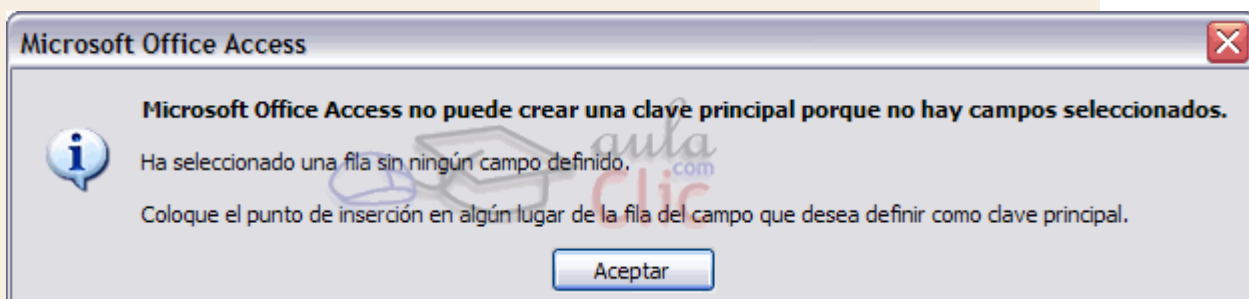 Microsoft Office Access
Microsoft Office Access no puede crear una clave principal porque no hay campos seleccionados.
Ha seleccionado una fila sin ningún campo definido.
aula
.com
Clic
Coloque el punto de inserción en algún lugar de la fila del campo que desea definir como clave principal.
Aceptar